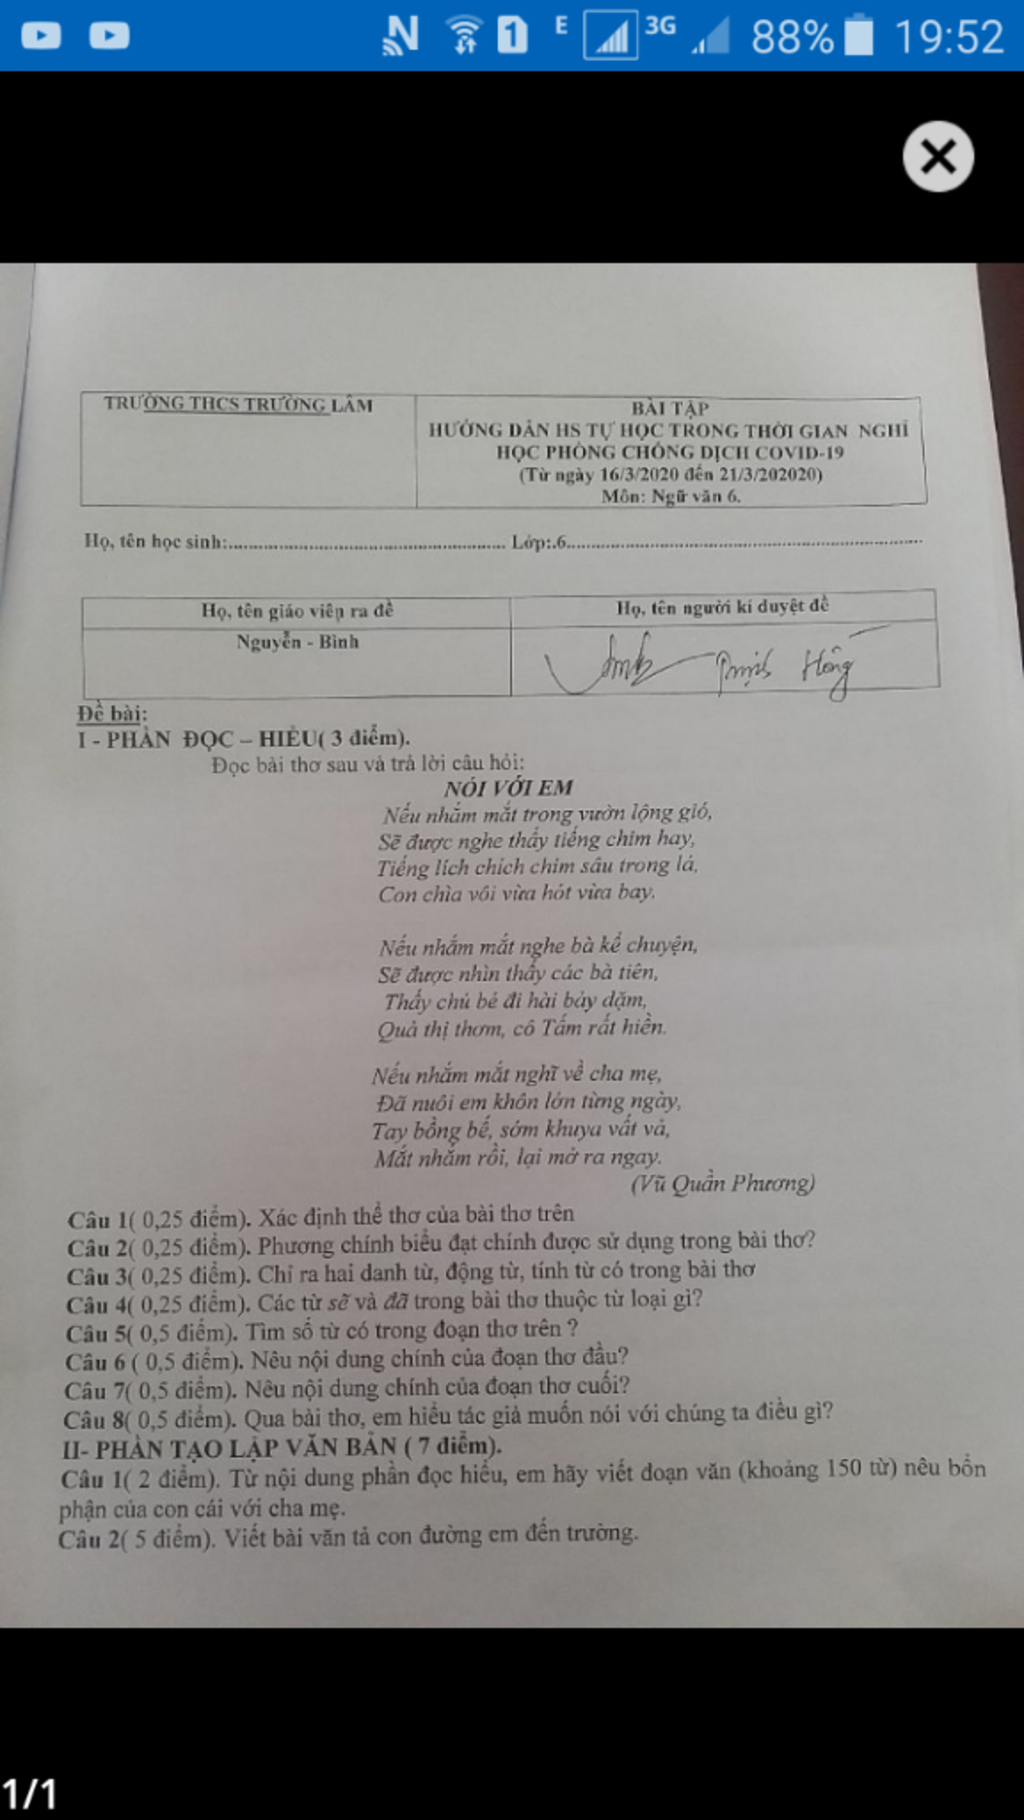 E 3G 88% 19:52
TRƯỜNG THCS TRƯỜNG LÂM
BÀI TẬP
HƯỚNG DẪN HS TỰ HỌC TRONG THỜI GIAN NGHỈ
HỌC PHÒNG CHỐNG DỊCH COVID-19
(Từ ngày 16/3/2020 đến 21/3/202020)
Môn: Ngữ văn 6.
Họ, tên học sinh:.................................................. Lớp:.6..................................................
Họ, tên giáo viên ra đề
Họ, tên người kí duyệt đề
Nguyễn - Bình
Hồng
Đề bài:
I - PHẦN ĐỌC – HIỂU( 3 điểm).
Đọc bài thơ sau và trả lời câu hỏi:
NÓI VỚI EM
Nếu nhắm mắt trong vườn lộng gió,
Sẽ được nghe thấy tiếng chim hay,
Tiếng lích chích chim sâu trong lá,
Con chìa vôi vừa hót vừa bay.
Nếu nhắm mắt nghe bà kể chuyện,
Sẽ được nhìn thấy các bà tiên,
Thấy chú bé đi hài bảy dặm,
Quả thị thơm, cô Tấm rất hiền.
Nếu nhắm mắt nghĩ về cha mẹ,
Đã nuôi em khôn lớn từng ngày,
Tay bồng bế, sớm khuya vất vả,
Mắt nhắm rồi, lại mở ra ngay.
(Vũ Quần Phương)
Câu 1( 0,25 điểm). Xác định thể thơ của bài thơ trên
Câu 2( 0,25 điểm). Phương chính biểu đạt chính được sử dụng trong bài thơ?
Câu 3( 0,25 điểm). Chỉ ra hai danh từ, động từ, tính từ có trong bài thơ
Câu 4( 0,25 điểm). Các từ sẽ và đã trong bài thơ thuộc từ loại gì?
Câu 5( 0,5 điểm). Tìm số từ có trong đoạn thơ trên ?
Câu 6 ( 0,5 điểm). Nêu nội dung chính của đoạn thơ đầu?
Câu 7( 0,5 điểm). Nêu nội dung chính của đoạn thơ cuối?
Câu 8( 0,5 điểm). Qua bài thơ, em hiểu tác giả muốn nói với chúng ta điều gì?
II- PHẦN TẠO LẬP VĂN BẢN ( 7 điểm).
Câu 1( 2 điểm). Từ nội dung phần đọc hiểu, em hãy viết đoạn văn (khoảng 150 từ) nêu bổn
phận của con cái với cha mẹ.
Câu 2( 5 điểm). Viết bài văn tả con đường em đến trường.
1/1